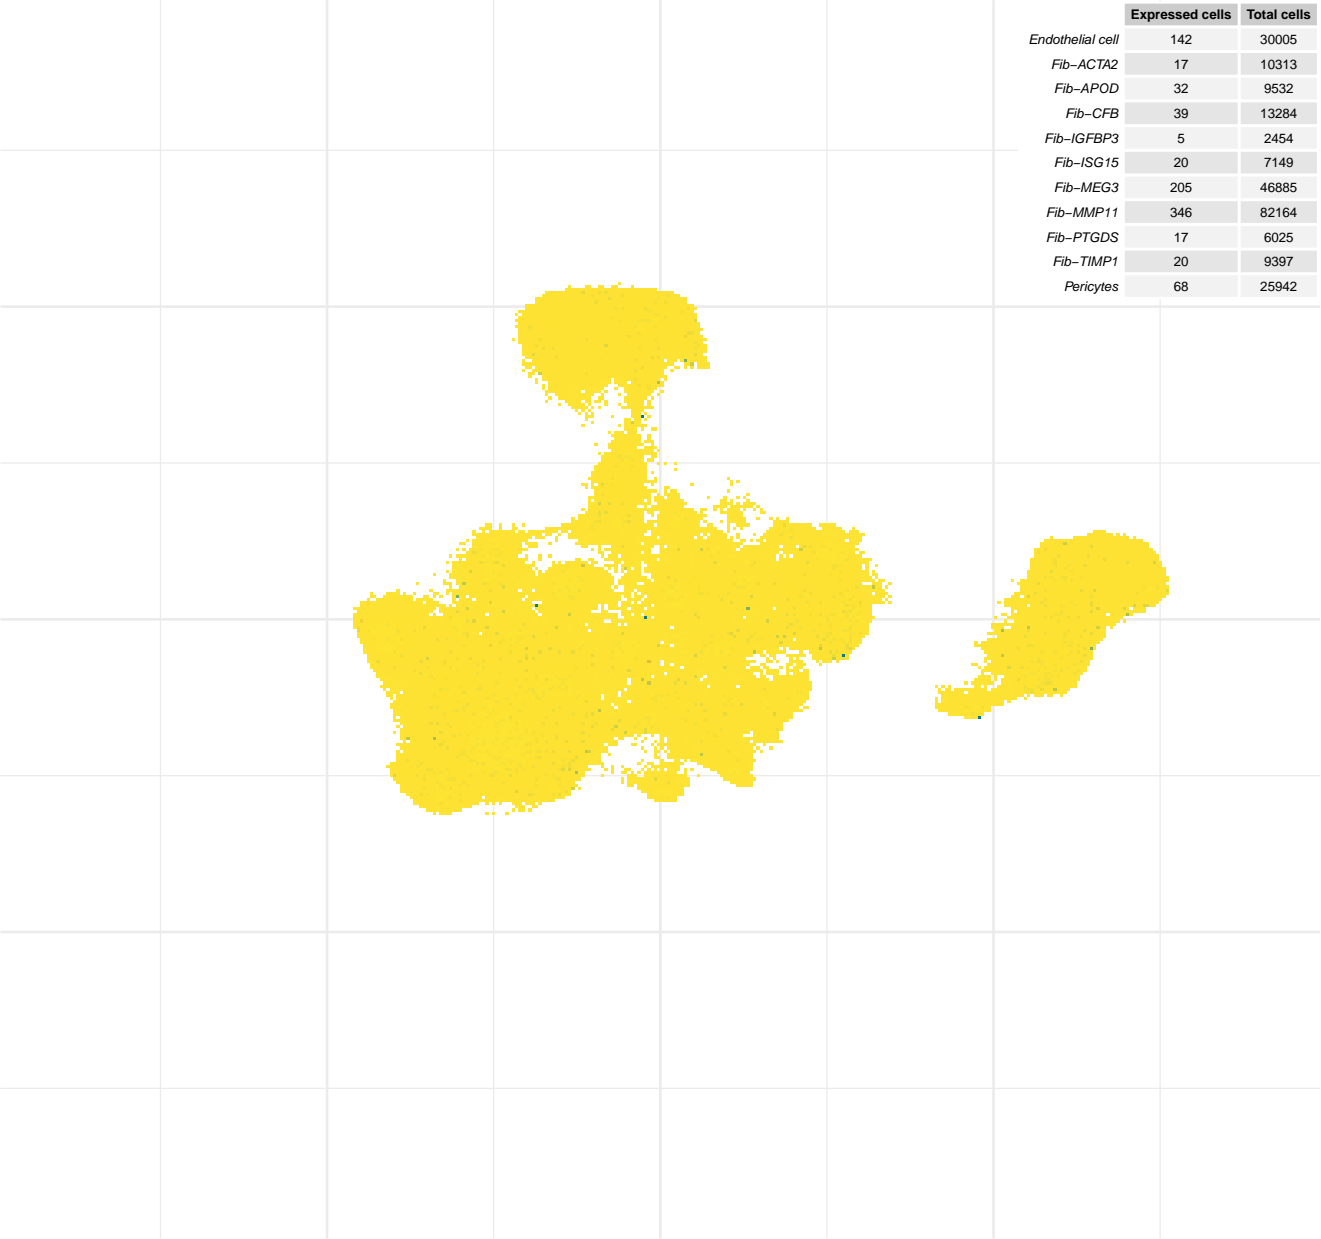 Expressed cells Total cells
Endothelial cell 142 30005
Fib−ACTA2 17 10313
Fib−APOD 32 9532
Fib−CFB 39 13284
Fib−IGFBP3 5 2454
Fib−ISG15 20 7149
Fib−MEG3 205 46885
Fib−MMP11 346 82164
Fib−PTGDS 17 6025
Fib−TIMP1 20 9397
Pericytes 68 25942